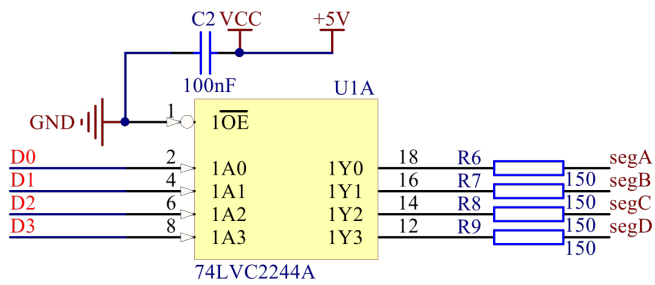 C2 VCC +5V
100nF U1A
GND 1 1OE
D0 2 1A0 1Y0 18 R6 150 segA
D1 4 1A1 1Y1 16 R7 150 segB
D2 6 1A2 1Y2 14 R8 150 segC
D3 8 1A3 1Y3 12 R9 150 segD
74LVC2244A